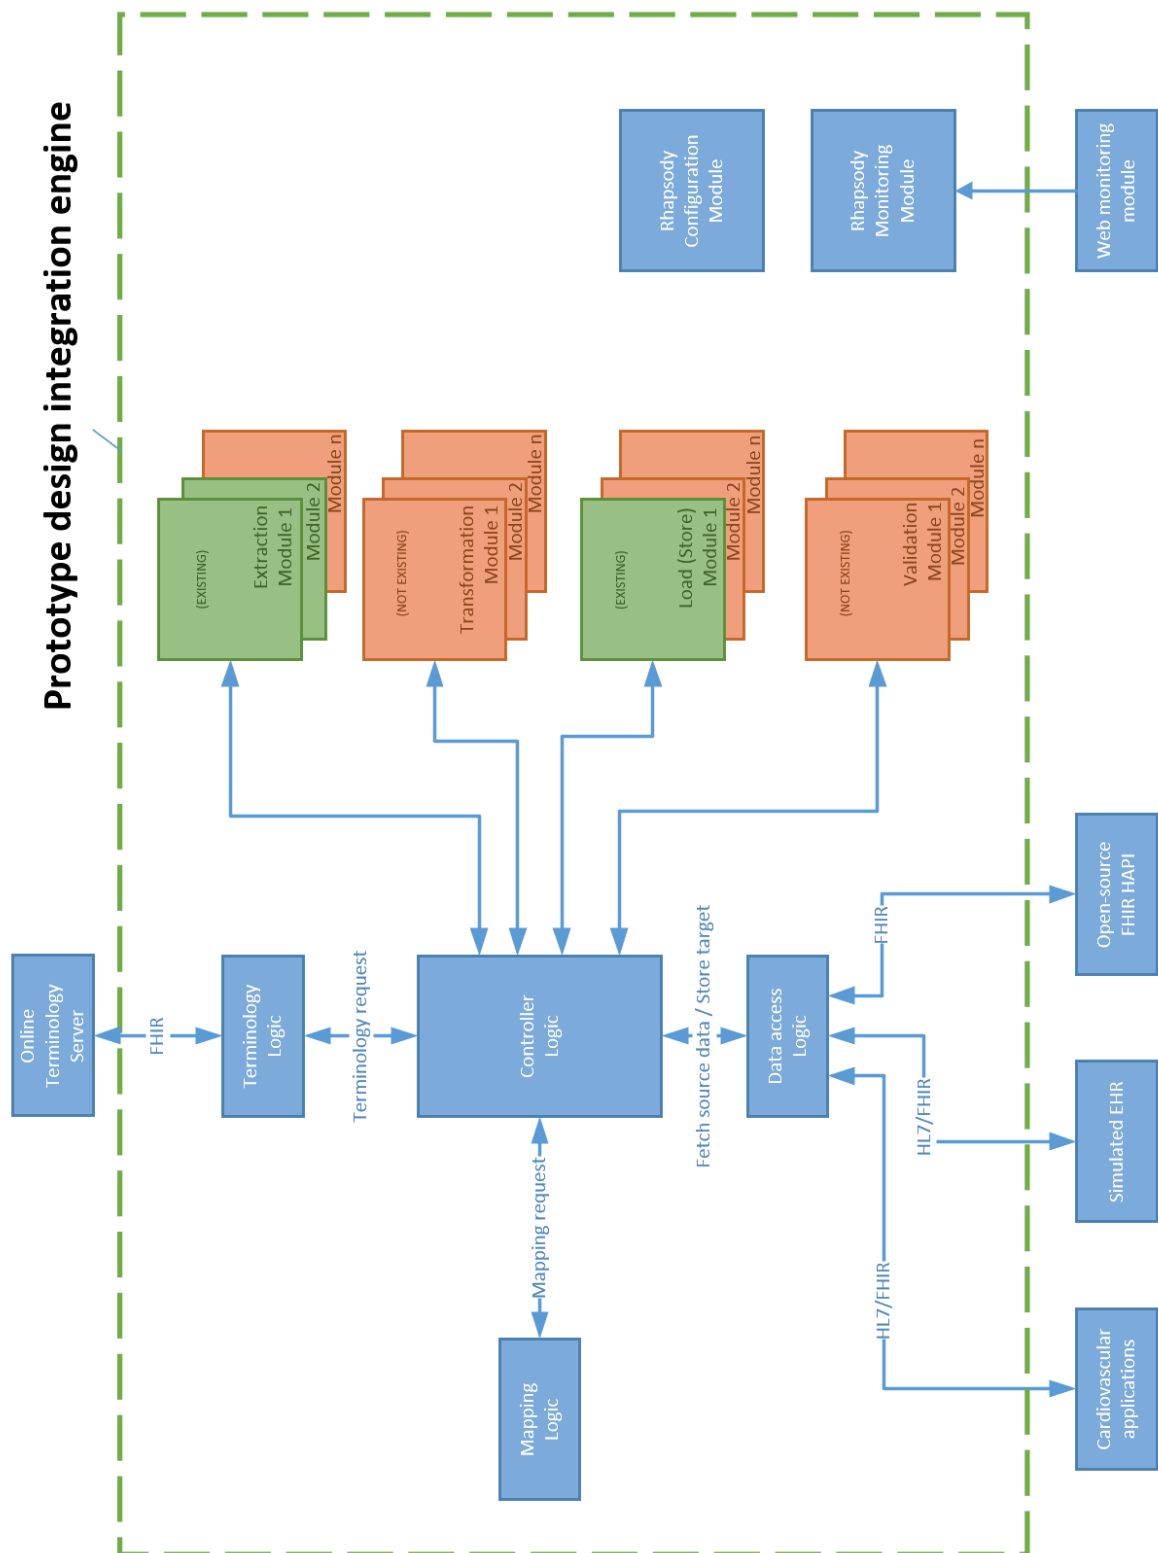 Prototype design integration engine
Online
Terminology
Server
FHIR
Terminology
Logic
Terminology request
Controller
Logic
Mapping request
Mapping
Logic
Fetch source data / Store target
Data access
Logic
FHIR
HL7/FHIR
HL7/FHIR
Cardiovascular
applications
Simulated EHR
Open-source
FHIR HAPI
(EXISTING)
Extraction
Module 1
Module 2
Module n
(NOT EXISTING)
Transformation
Module 1
Module 2
Module n
(EXISTING)
Load (Store)
Module 1
Module 2
Module n
(NOT EXISTING)
Validation
Module 1
Module 2
Module n
Rhapsody
Configuration
Module
Rhapsody
Monitoring
Module
Web monitoring
module